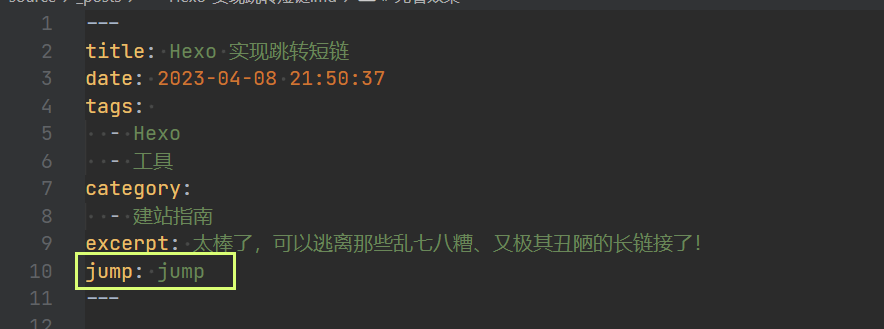 1 ---
2 title: Hexo 实现跳转短链
3 date: 2023-04-08 21:50:37
4 tags:
5 - Hexo
6 - 工具
7 category:
8 - 建站指南
9 excerpt: 太棒了，可以逃离那些乱七八糟、又极其丑陋的长链接了！
10 jump: jump
11 ---
12